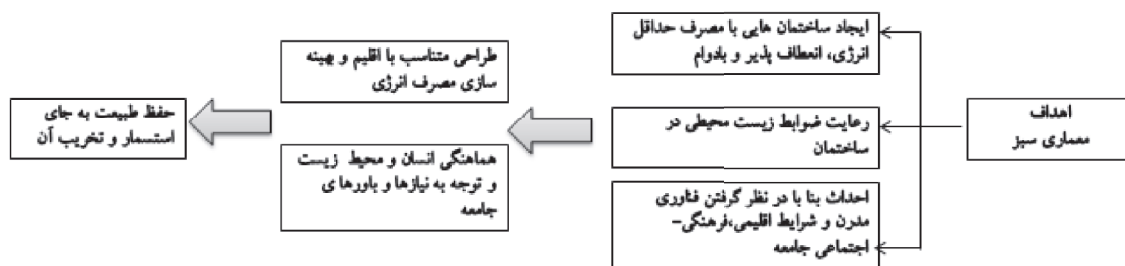 اهداف
معماری سبز
ایجاد ساختمان هایی با مصرف حداقل
انرژی، انعطاف پذیر و بادوام
رعایت ضوابط زیست محیطی در
ساختمان
احداث بنا با در نظر گرفتن فناوری
مدرن و شرایط اقلیمی،فرهنگی-
اجتماعی جامعه
طراحی متناسب با اقلیم و بهینه
سازی مصرف انرژی
هماهنگی انسان و محیط زیست
و توجه به نیازها و باورها ی
جامعه
حفظ طبیعت به جای
استسمار و تخریب آن